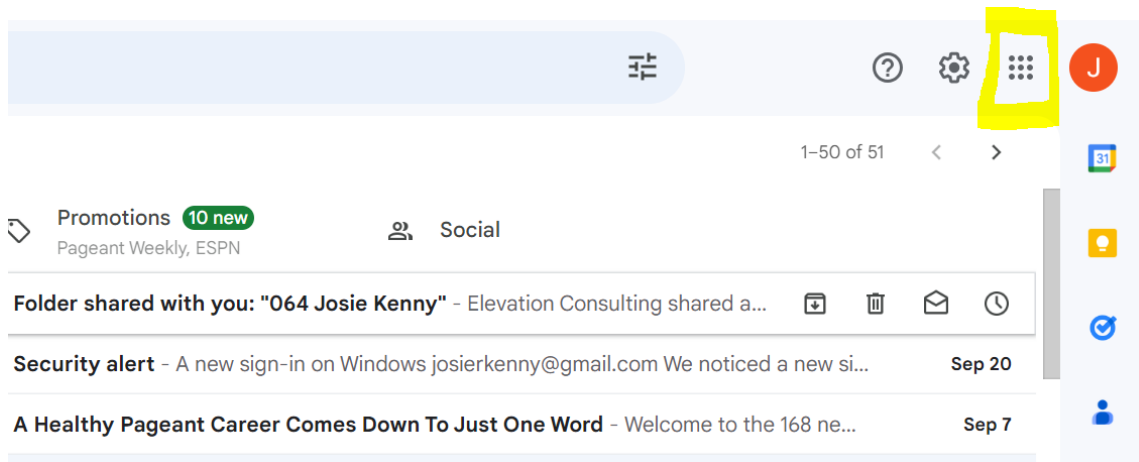 J
1–50 of 51
31
Promotions 10 new
Pageant Weekly, ESPN
Social
Folder shared with you: "064 Josie Kenny" - Elevation Consulting shared a...
Security alert - A new sign-in on Windows josierkenny@gmail.com We noticed a new si... Sep 20
A Healthy Pageant Career Comes Down To Just One Word - Welcome to the 168 ne... Sep 7